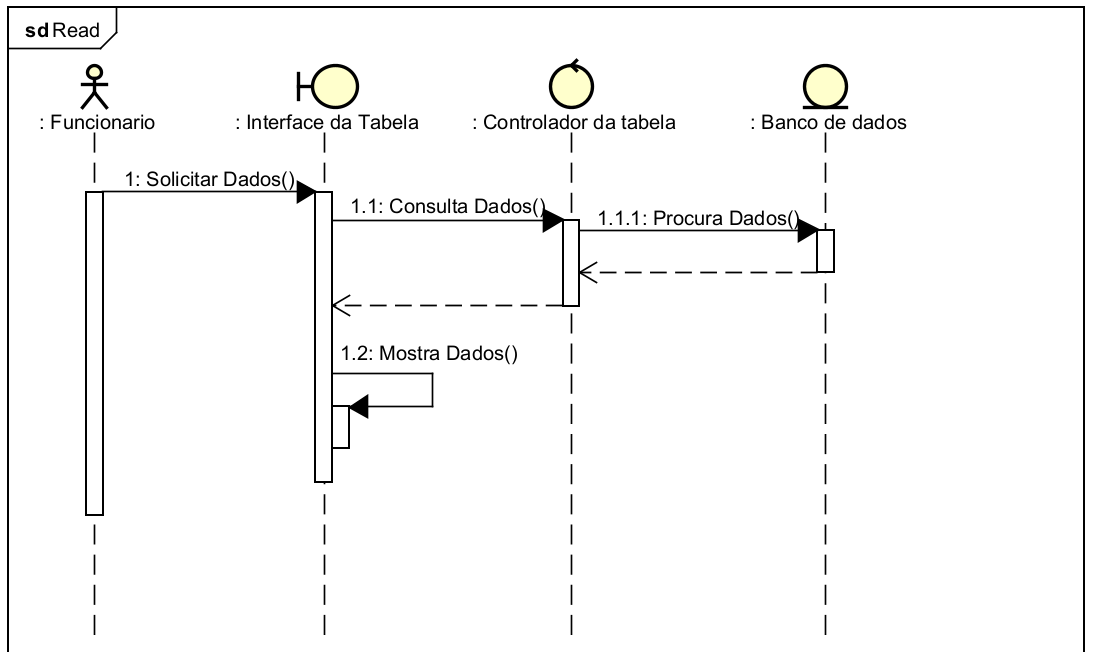 sd Read
: Funcionario
: Interface da Tabela
: Controlador da tabela
: Banco de dados
1: Solicitar Dados()
1.1: Consulta Dados()
1.1.1: Procura Dados()
1.2: Mostra Dados()